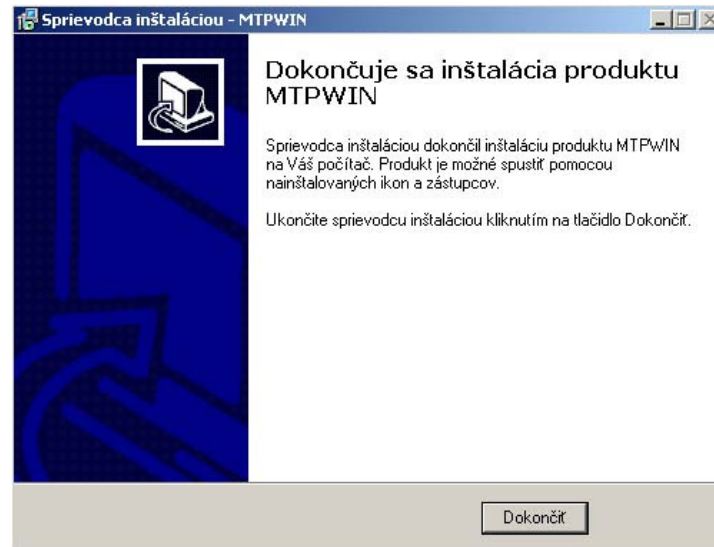 Sprievodca inštaláciou - MTPWIN
Dokončuje sa inštalácia produktu
MTPWIN
Sprievodca inštaláciou dokončil inštaláciu produktu MTPWIN
na Váš počítač. Produkt je možné spustiť pomocou
nainštalovaných ikon a zástupcov.
Ukončite sprievodcu inštaláciou kliknutím na tlačidlo Dokončiť.
Dokončiť